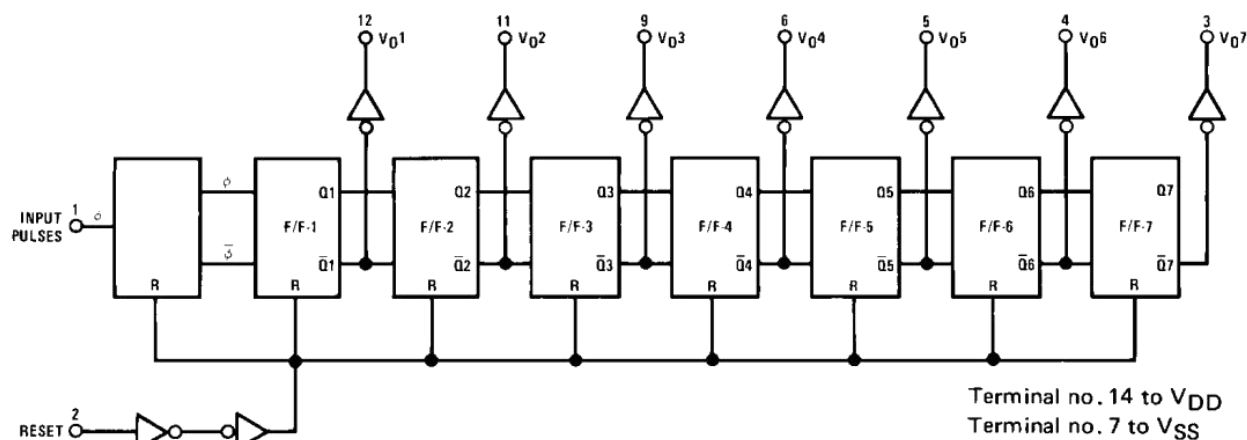 12 11 9 6 5 4 3
V01 V02 V03 V04 V05 V06 V07
φ Q1 Q2 Q3 Q4 Q5 Q6 Q7
INPUT PULSES 1 φ
F/F-1 F/F-2 F/F-3 F/F-4 F/F-5 F/F-6 F/F-7
φ̅ Q̅1 Q̅2 Q̅3 Q̅4 Q̅5 Q̅6 Q̅7
R R R R R R R R
Terminal no. 14 to VDD
RESET 2
Terminal no. 7 to VSS